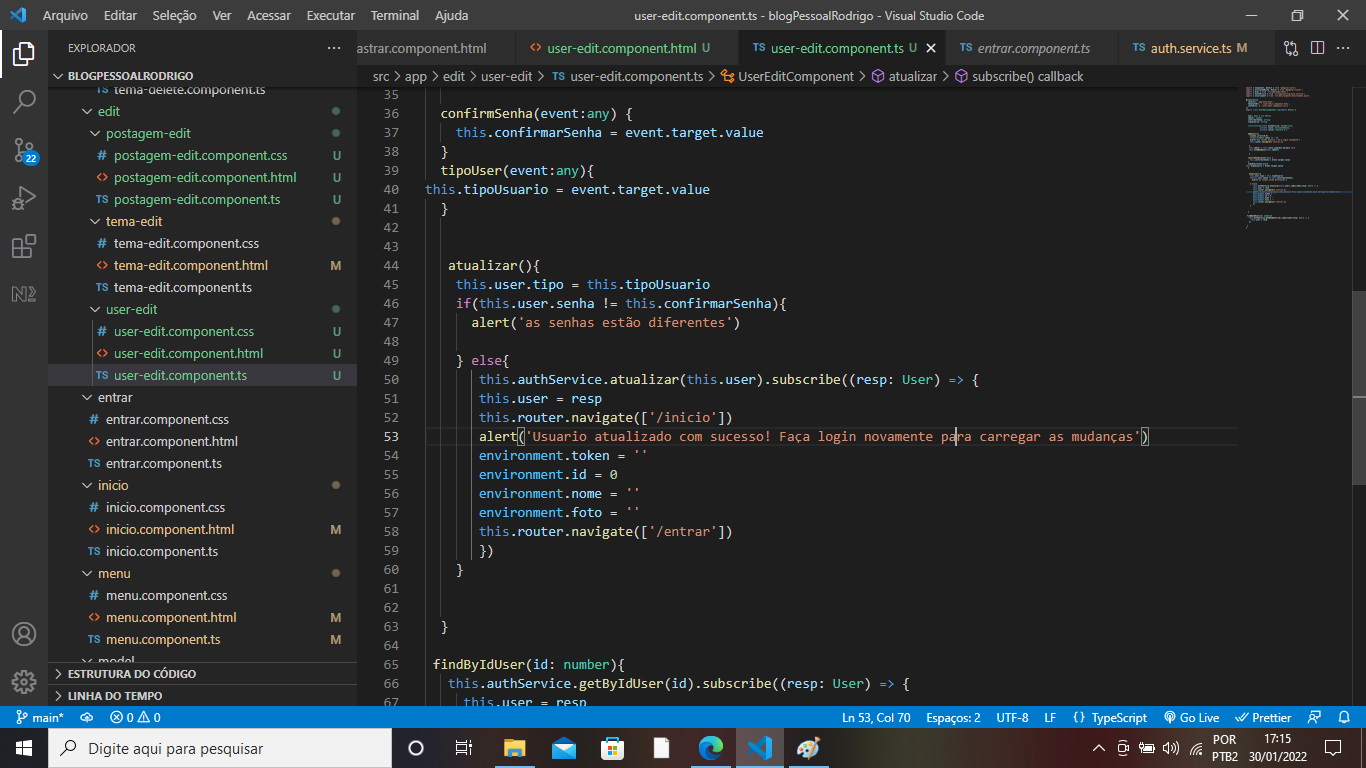 Arquivo Editar Seleção Ver Acessar Executar Terminal Ajuda
user-edit.component.ts - blogPessoalRodrigo - Visual Studio Code
EXPLORADOR
BLOGPESSOALRODRIGO
tema-delete.component.ts
edit
postagem-edit
# postagem-edit.component.css U
<> postagem-edit.component.html U
TS postagem-edit.component.ts U
tema-edit
# tema-edit.component.css
<> tema-edit.component.html M
TS tema-edit.component.ts
user-edit
# user-edit.component.css U
<> user-edit.component.html U
TS user-edit.component.ts U
entrar
# entrar.component.css
<> entrar.component.html
TS entrar.component.ts
inicio
# inicio.component.css
<> inicio.component.html M
TS inicio.component.ts
menu
# menu.component.css
<> menu.component.html M
TS menu.component.ts M
model
ESTRUTURA DO CÓDIGO
LINHA DO TEMPO
22
astrar.component.html
<> user-edit.component.html U
TS user-edit.component.ts U
TS entrar.component.ts
TS auth.service.ts M
src > app > edit > user-edit > TS user-edit.component.ts > UserEditComponent > atualizar > subscribe() callback
35
36 confirmSenha(event:any) {
37 this.confirmarSenha = event.target.value
38 }
39 tipoUser(event:any){
40 this.tipoUsuario = event.target.value
41 }
42
43
44 atualizar(){
45 this.user.tipo = this.tipoUsuario
46 if(this.user.senha != this.confirmarSenha){
47 alert('as senhas estão diferentes')
48
49 } else{
50 this.authService.atualizar(this.user).subscribe((resp: User) => {
51 this.user = resp
52 this.router.navigate(['/inicio'])
53 alert('Usuario atualizado com sucesso! Faça login novamente para carregar as mudanças')
54 environment.token = ''
55 environment.id = 0
56 environment.nome = ''
57 environment.foto = ''
58 this.router.navigate(['/entrar'])
59 })
60 }
61
62
63 }
64
65 findByIdUser(id: number){
66 this.authService.getByIdUser(id).subscribe((resp: User) => {
67 this.user = resp
main* 0 0
Ln 53, Col 70 Espaços: 2 UTF-8 LF {} TypeScript Go Live Prettier
Digite aqui para pesquisar
POR
PTB2
17:15
30/01/2022